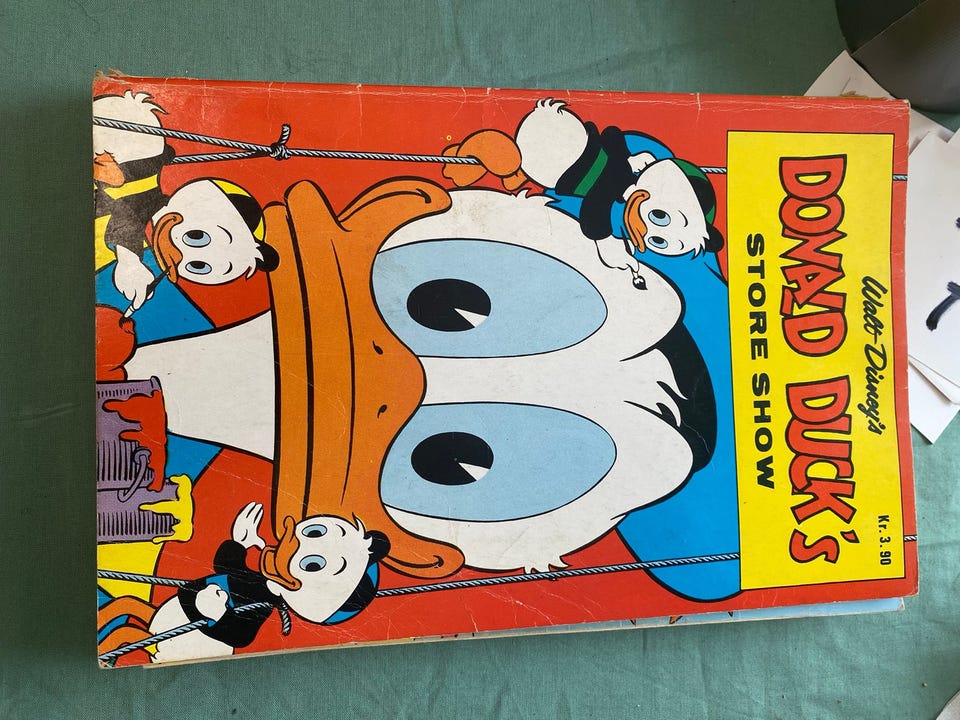 Walt Disney's
DONALD DUCK's
STORE SHOW
Kr. 3.90